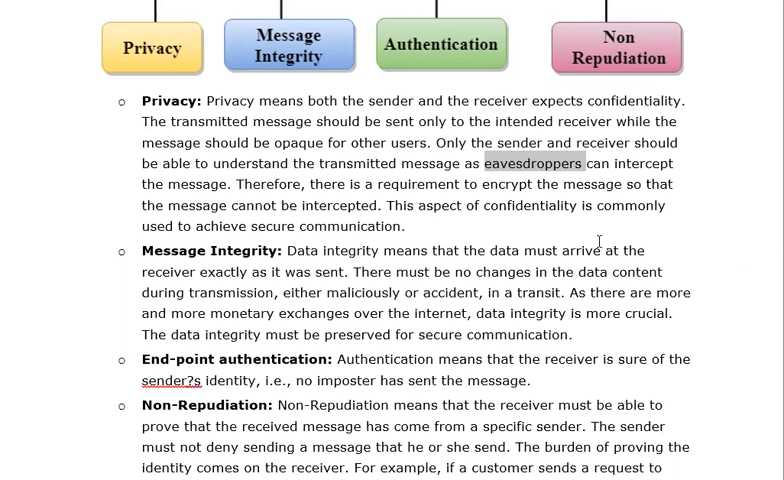 Privacy
Message
Integrity
Authentication
Non
Repudiation
o Privacy: Privacy means both the sender and the receiver expects confidentiality.
The transmitted message should be sent only to the intended receiver while the
message should be opaque for other users. Only the sender and receiver should
be able to understand the transmitted message as eavesdroppers can intercept
the message. Therefore, there is a requirement to encrypt the message so that
the message cannot be intercepted. This aspect of confidentiality is commonly
used to achieve secure communication.
o Message Integrity: Data integrity means that the data must arrive at the
receiver exactly as it was sent. There must be no changes in the data content
during transmission, either maliciously or accident, in a transit. As there are more
and more monetary exchanges over the internet, data integrity is more crucial.
The data integrity must be preserved for secure communication.
o End-point authentication: Authentication means that the receiver is sure of the
sender?s identity, i.e., no imposter has sent the message.
o Non-Repudiation: Non-Repudiation means that the receiver must be able to
prove that the received message has come from a specific sender. The sender
must not deny sending a message that he or she send. The burden of proving the
identity comes on the receiver. For example, if a customer sends a request to